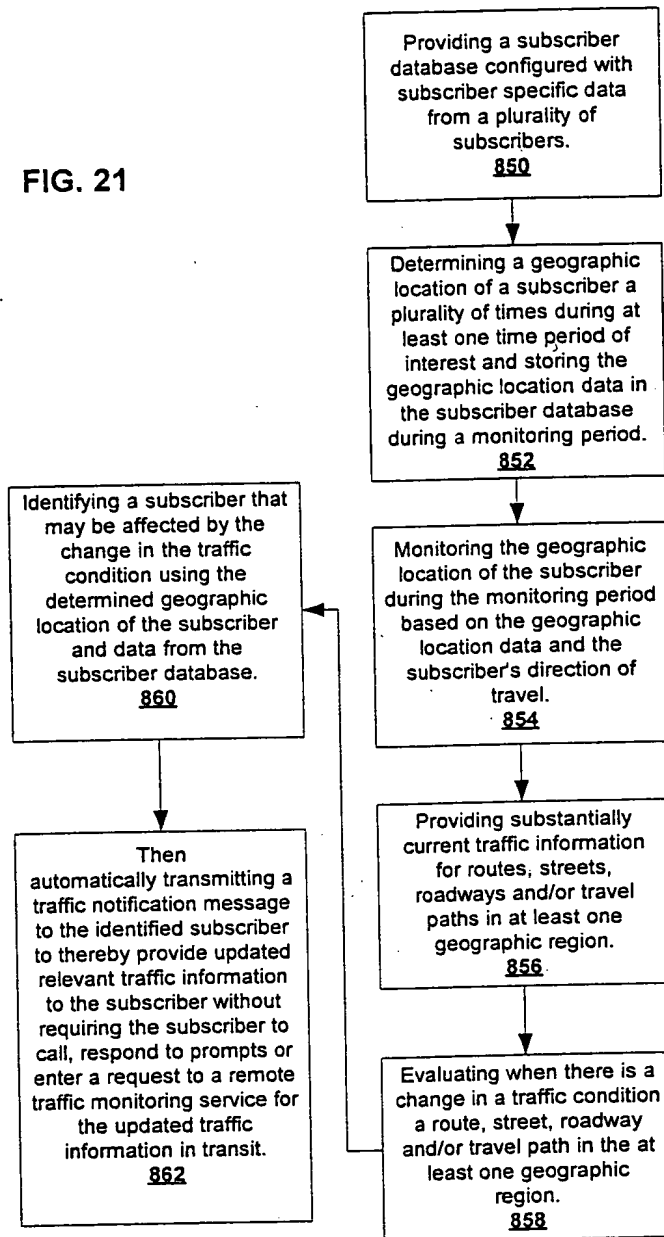 FIG. 21
Providing a subscriber
database configured with
subscriber specific data
from a plurality of
subscribers.
850
Determining a geographic
location of a subscriber a
plurality of times during at
least one time period of
interest and storing the
geographic location data in
the subscriber database
during a monitoring period.
852
Monitoring the geographic
location of the subscriber
during the monitoring period
based on the geographic
location data and the
subscriber's direction of
travel.
854
Providing substantially
current traffic information
for routes, streets,
roadways and/or travel
paths in at least one
geographic region.
856
Evaluating when there is a
change in a traffic condition
a route, street, roadway
and/or travel path in the at
least one geographic
region.
858
Identifying a subscriber that
may be affected by the
change in the traffic
condition using the
determined geographic
location of the subscriber
and data from the
subscriber database.
860
Then
automatically transmitting a
traffic notification message
to the identified subscriber
to thereby provide updated
relevant traffic information
to the subscriber without
requiring the subscriber to
call, respond to prompts or
enter a request to a remote
traffic monitoring service for
the updated traffic
information in transit.
862